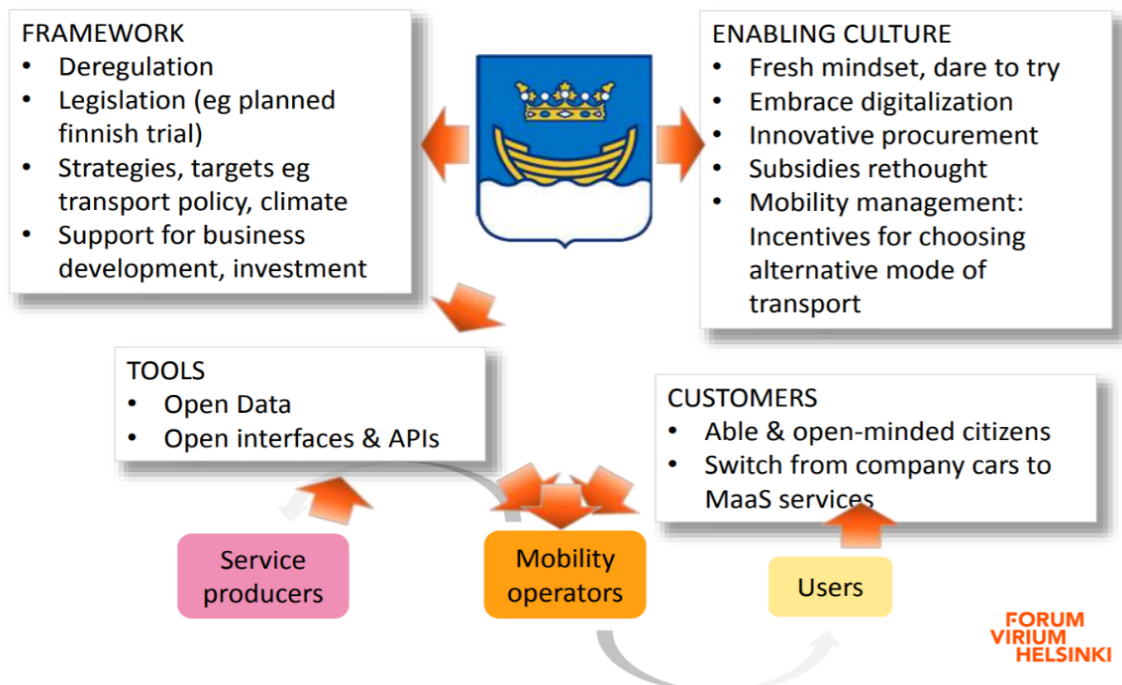 FRAMEWORK
• Deregulation
• Legislation (eg planned
finnish trial)
• Strategies, targets eg
transport policy, climate
• Support for business
development, investment
ENABLING CULTURE
• Fresh mindset, dare to try
• Embrace digitalization
• Innovative procurement
• Subsidies rethought
• Mobility management:
Incentives for choosing
alternative mode of
transport
TOOLS
• Open Data
• Open interfaces & APIs
CUSTOMERS
• Able & open-minded citizens
• Switch from company cars to
MaaS services
Service
producers
Mobility
operators
Users
FORUM
VIRIUM
HELSINKI